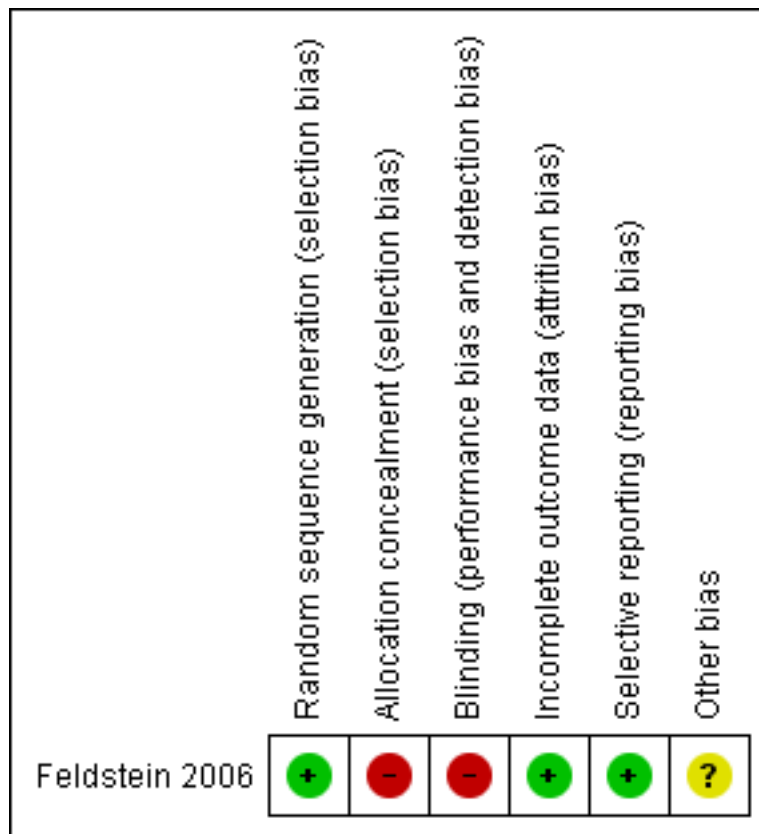 Random sequence generation (selection bias)
Allocation concealment (selection bias)
Blinding (performance bias and detection bias)
Incomplete outcome data (attrition bias)
Selective reporting (reporting bias)
Other bias
Feldstein 2006 + - - + + ?